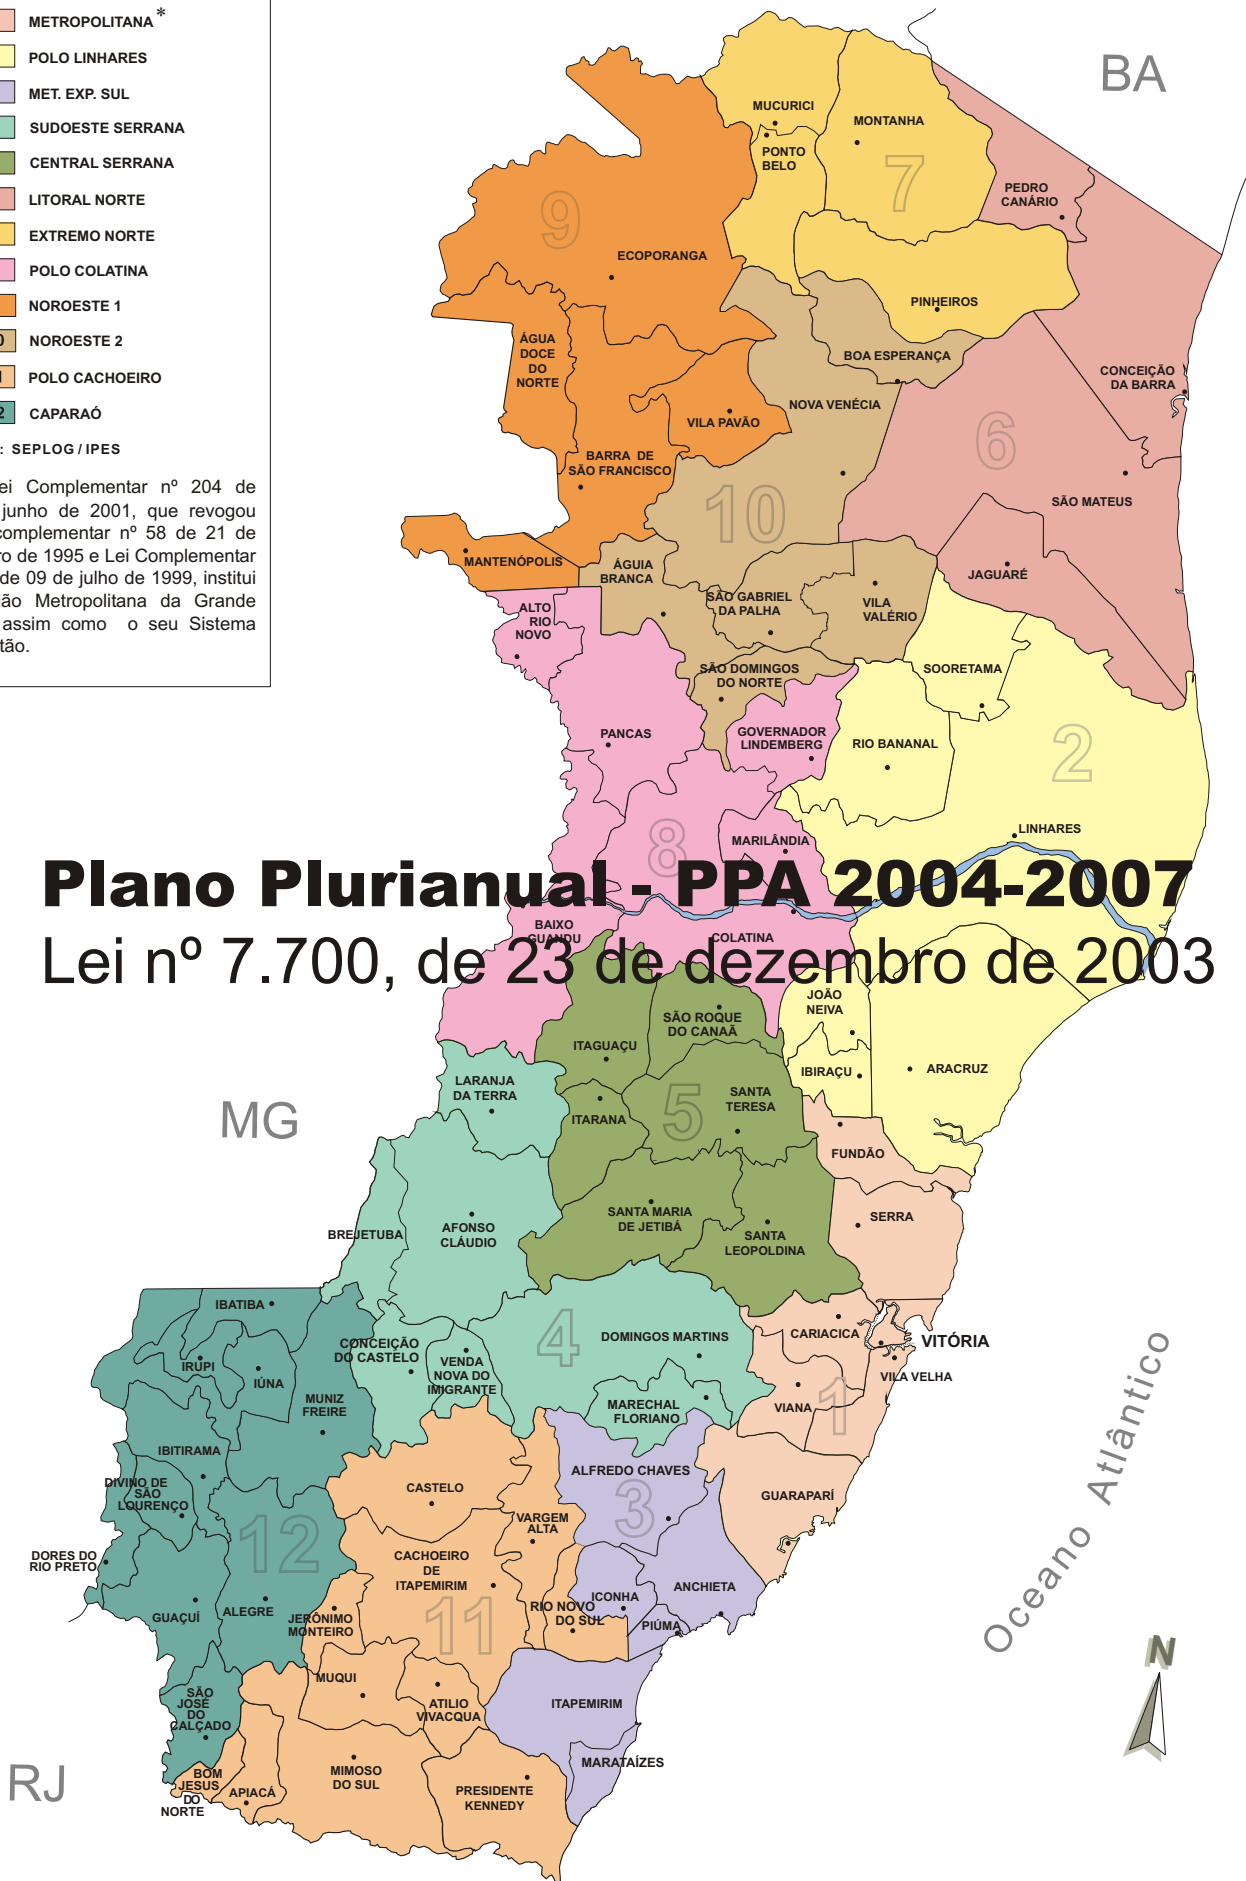 METROPOLITANA *
POLO LINHARES
MET. EXP. SUL
SUDOESTE SERRANA
CENTRAL SERRANA
LITORAL NORTE
EXTREMO NORTE
POLO COLATINA
NOROESTE 1
0 NOROESTE 2
POLO CACHOEIRO
2 CAPARAÓ
: SEPLOG / IPES
ei Complementar nº 204 de
junho de 2001, que revogou
complementar nº 58 de 21 de
ro de 1995 e Lei Complementar
de 09 de julho de 1999, institui
ião Metropolitana da Grande
assim como o seu Sistema
tão.
BA
MUCURICI
MONTANHA
PONTO
BELO
7
PEDRO
CANÁRIO
9
ECOPORANGA
PINHEIROS
ÁGUA
DOCE
DO
NORTE
BOA ESPERANÇA
CONCEIÇÃO
DA BARRA
NOVA VENÉCIA
VILA PAVÃO
6
BARRA DE
SÃO FRANCISCO
10
SÃO MATEUS
MANTENÓPOLIS
ÁGUIA
BRANCA
JAGUARÉ
SÃO GABRIEL
DA PALHA
VILA
VALÉRIO
ALTO
RIO
NOVO
SÃO DOMINGOS
DO NORTE
SOORETAMA
PANCAS
GOVERNADOR
LINDEMBERG
RIO BANANAL
2
LINHARES
MARILÂNDIA
8
Plano Plurianual - PPA 2004-2007
BAIXO
GUANDU
COLATINA
Lei nº 7.700, de 23 de dezembro de 2003
JOÃO
NEIVA
SÃO ROQUE
DO CANAÃ
ITAGUAÇU
IBIRAÇU
ARACRUZ
LARANJA
DA TERRA
SANTA
TERESA
5
MG
ITARANA
FUNDÃO
SANTA MARIA
DE JETIBÁ
SERRA
BREJETUBA
AFONSO
CLÁUDIO
SANTA
LEOPOLDINA
IBATIBA
4
DOMINGOS MARTINS
CARIACICA
VITÓRIA
CONCEIÇÃO
DO CASTELO
VENDA
NOVA DO
IMIGRANTE
IRUPI
IÚNA
VILA VELHA
MUNIZ
FREIRE
MARECHAL
FLORIANO
VIANA
1
IBITIRAMA
ALFREDO CHAVES
DIVINO DE
SÃO
LOURENÇO
CASTELO
3
GUARAPARÍ
VARGEM
ALTA
12
Oceano Atlântico
DORES DO
RIO PRETO
CACHOEIRO
DE
ITAPEMIRIM
ANCHIETA
ICONHA
GUAÇUÍ
ALEGRE
JERÔNIMO
MONTEIRO
11
RIO NOVO
DO SUL
PIÚMA
N
MUQUI
SÃO
JOSÉ
DO
CALÇADO
ATILIO
VIVACQUA
ITAPEMIRIM
RJ
BOM
JESUS
DO
NORTE
APIACÁ
MIMOSO
DO SUL
MARATAÍZES
PRESIDENTE
KENNEDY